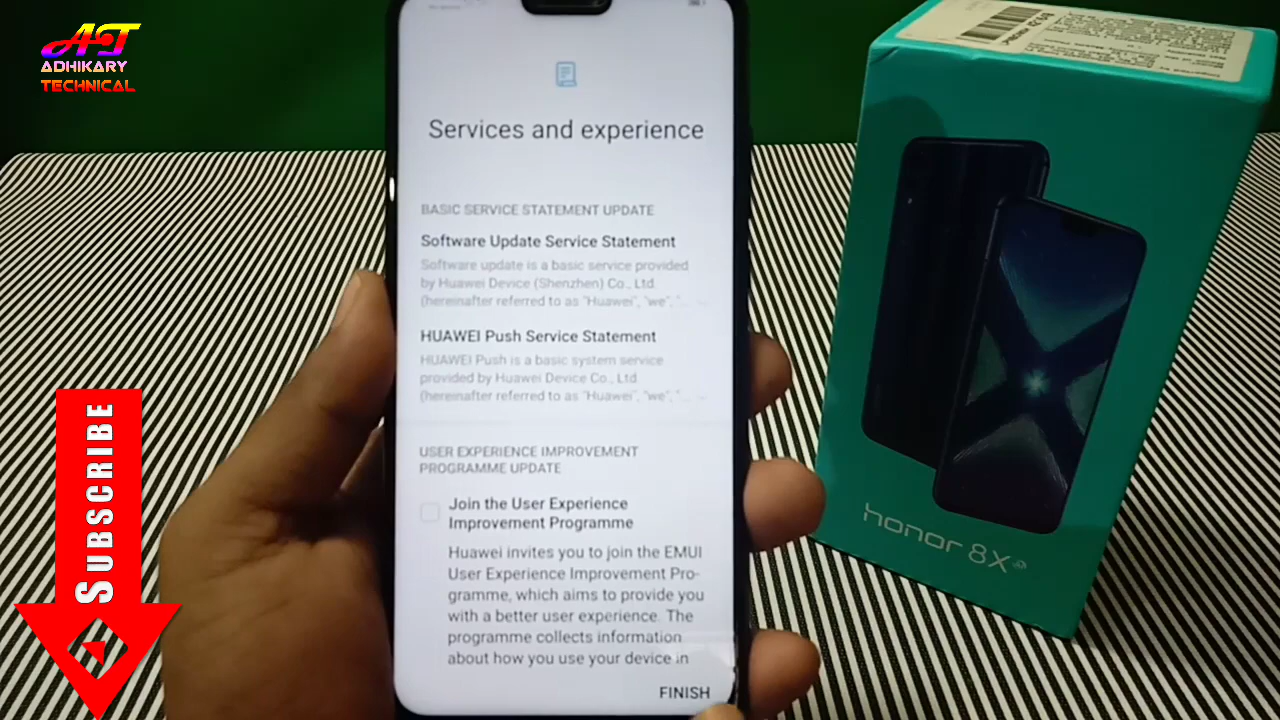 AT
ADHIKARY
TECHNICAL
Services and experience
BASIC SERVICE STATEMENT UPDATE
Software Update Service Statement
Software update is a basic service provided
by Huawei Device (Shenzhen) Co., Ltd
(hereinafter referred to as "Huawei", "we", "...
HUAWEI Push Service Statement
HUAWEI Push is a basic system service
provided by Huawei Device Co., Ltd.
(hereinafter referred to as "Huawei", "we", "...
USER EXPERIENCE IMPROVEMENT
PROGRAMME UPDATE
Join the User Experience
Improvement Programme
Huawei invites you to join the EMUI
User Experience Improvement Pro-
gramme, which aims to provide you
with a better user experience. The
programme collects information
about how you use your device in
FINISH
honor 8X
SUBSCRIBE